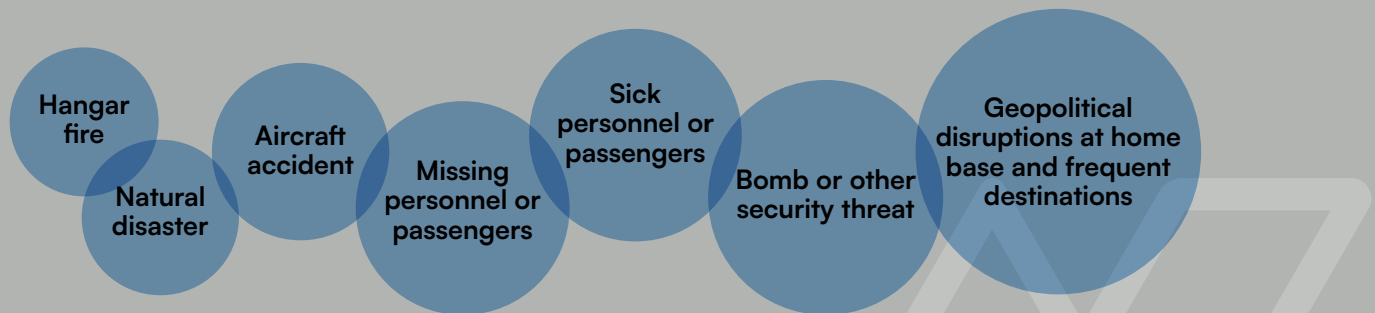 Hangar
fire
Natural
disaster
Aircraft
accident
Missing
personnel or
passengers
Sick
personnel or
passengers
Bomb or other
security threat
Geopolitical
disruptions at home
base and frequent
destinations